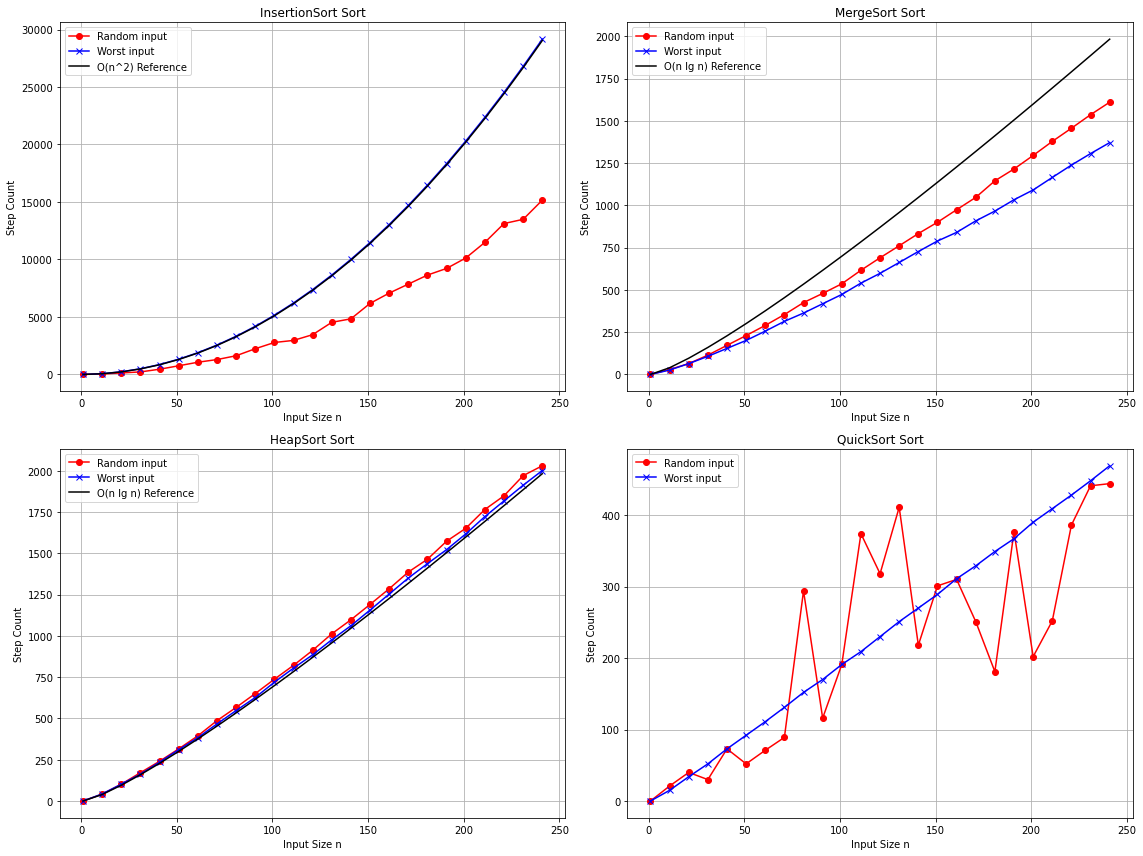 InsertionSort Sort
Random input
Worst input
O(n^2) Reference
Step Count
30000
25000
20000
15000
10000
5000
0
0 50 100 150 200 250
Input Size n
MergeSort Sort
Random input
Worst input
O(n lg n) Reference
Step Count
2000
1750
1500
1250
1000
750
500
250
0
0 50 100 150 200 250
Input Size n
HeapSort Sort
Random input
Worst input
O(n lg n) Reference
Step Count
2000
1750
1500
1250
1000
750
500
250
0
0 50 100 150 200 250
Input Size n
QuickSort Sort
Random input
Worst input
Step Count
400
300
200
100
0
0 50 100 150 200 250
Input Size n